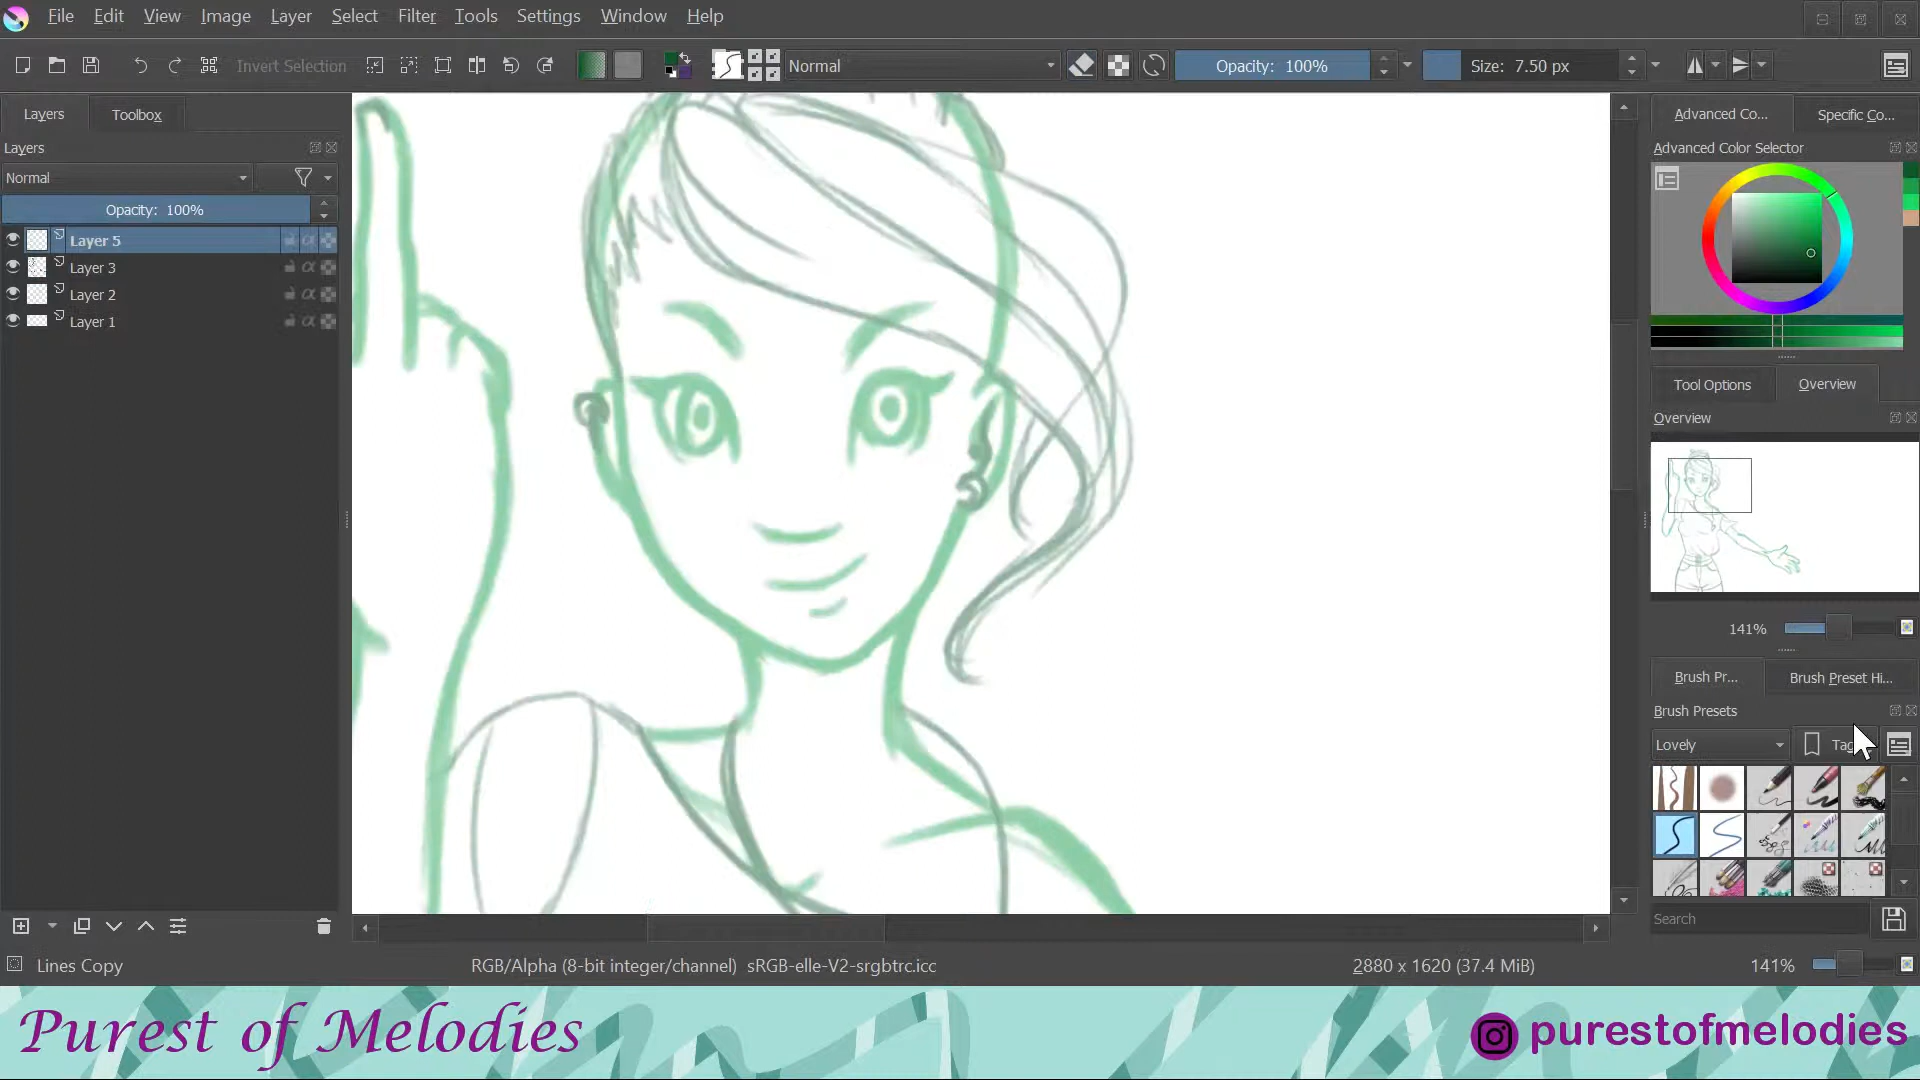 File Edit View Image Layer Select Filter Tools Settings Window Help
Invert Selection Normal Opacity: 100% Size: 7.50 px
Layers Toolbox
Layers
Normal
Opacity: 100%
Layer 5
Layer 3
Layer 2
Layer 1
Advanced Co... Specific Co...
Advanced Color Selector
Tool Options Overview
Overview
141%
Brush Pr... Brush Preset Hi...
Brush Presets
Lovely
Search
Lines Copy RGB/Alpha (8-bit integer/channel) sRGB-elle-V2-srgbtrc.icc 2880 x 1620 (37.4 MiB) 141%
Purest of Melodies purestofmelodies